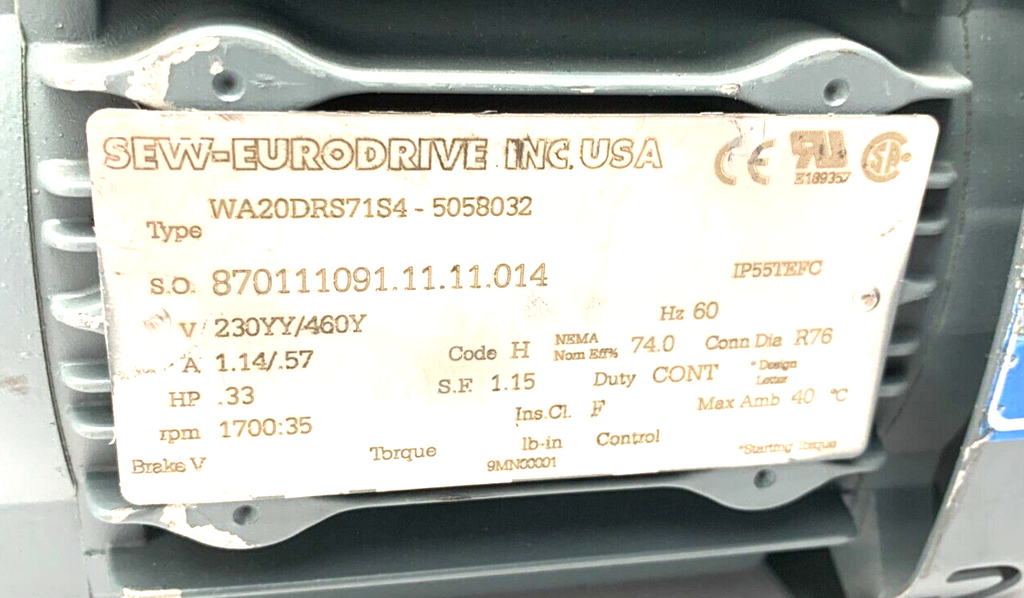 SEW-EURODRIVE INC. USA
CE RU E189357 SA
Type WA20DRS71S4 - 5058032
S.O. 870111091.11.11.014 IP55TEFC
V 230YY/460Y Hz 60
A 1.14/.57 Code H NEMA Nom Eff% 74.0 Conn Dia R76
HP .33 S.F. 1.15 Duty CONT *Design Letter
rpm 1700:35 Ins.Cl. F Max Amb 40 °C
Brake V Torque lb-in Control *Starting Torque
9MN00001